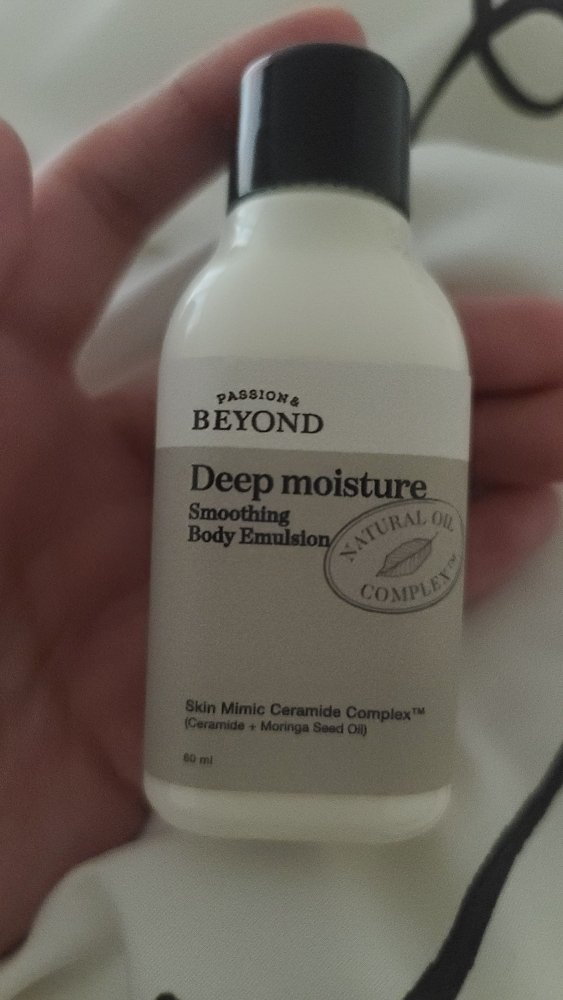 PASSION&
BEYOND
Deep moisture
Smoothing
Body Emulsion
NATURAL OIL
COMPLEX™
Skin Mimic Ceramide Complex™
(Ceramide + Moringa Seed Oil)
60 ml